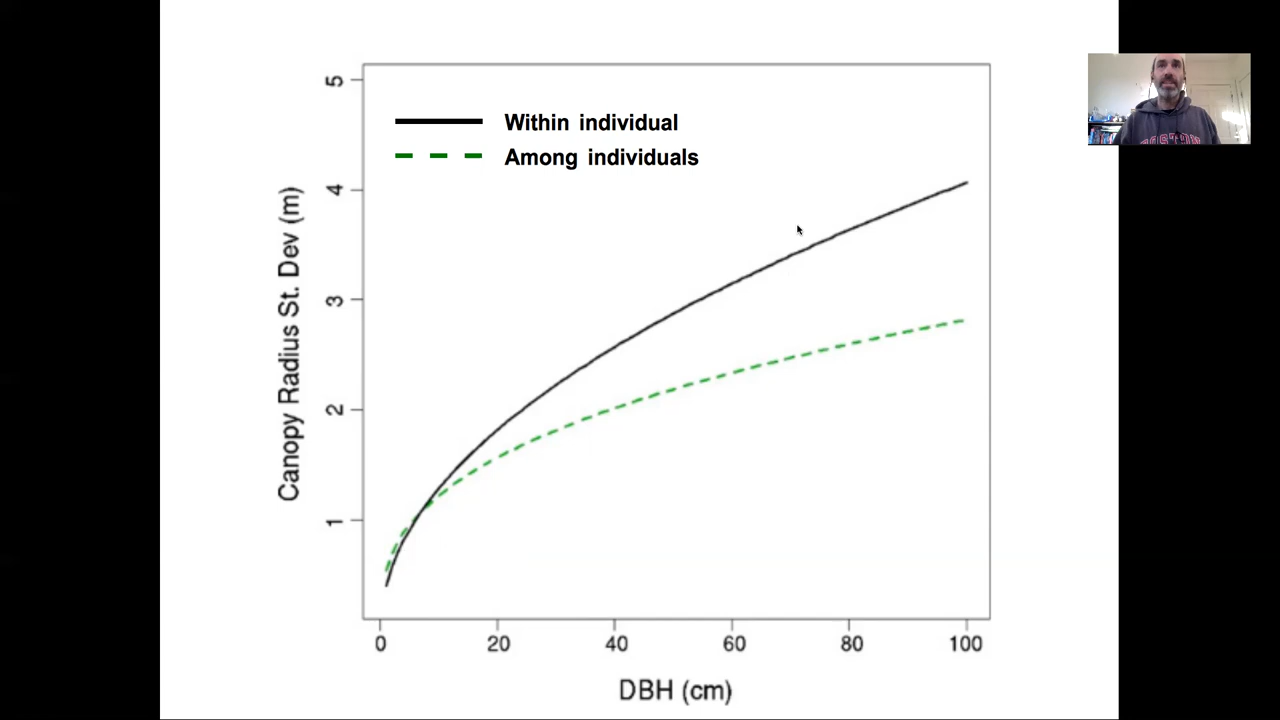 Within individual
Among individuals
Canopy Radius St. Dev (m)
5
4
3
2
1
0 20 40 60 80 100
DBH (cm)